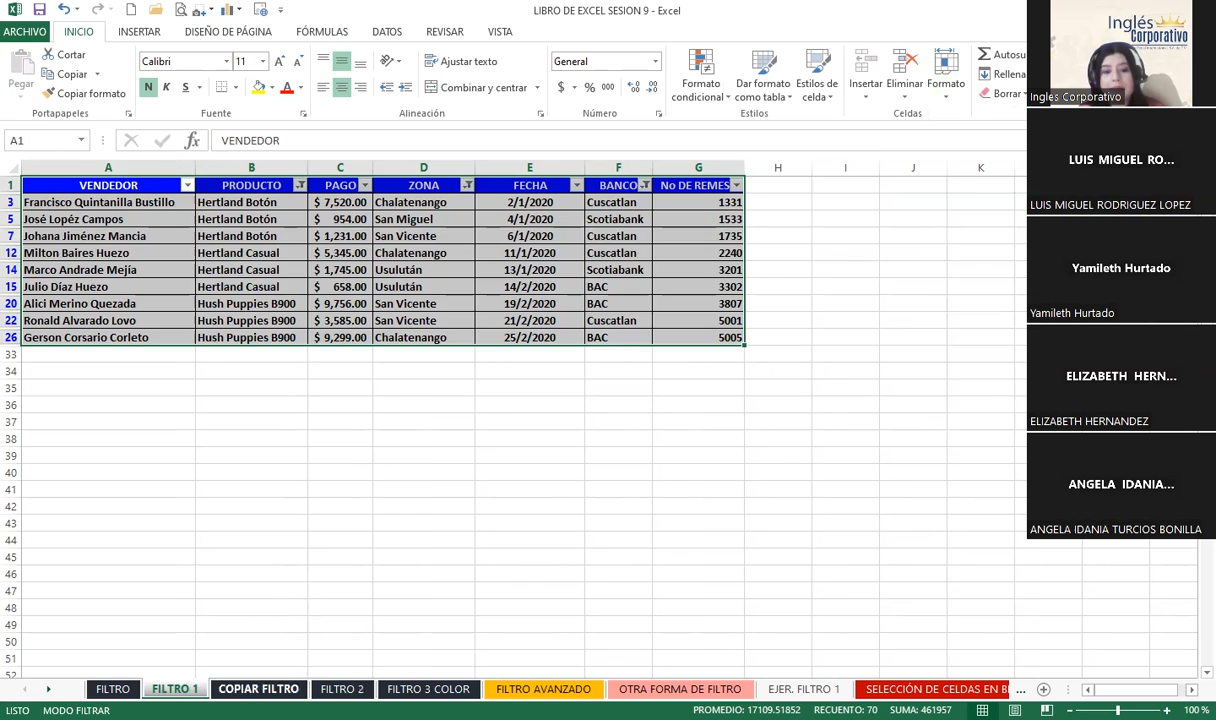 LIBRO DE EXCEL SESION 9 - Excel
ARCHIVO INICIO INSERTAR DISEÑO DE PÁGINA FÓRMULAS DATOS REVISAR VISTA
Pegar
Cortar
Copiar
Copiar formato
Portapapeles
Calibri 11
N K S
Fuente
Ajustar texto
Combinar y centrar
Alineación
General
$ % 000
Número
Formato condicional
Dar formato como tabla
Estilos de celda
Estilos
Insertar
Eliminar
Formato
Celdas
Autosu
Rellena
Borrar
A1 fx VENDEDOR
A B C D E F G H I J K
1 VENDEDOR PRODUCTO PAGO ZONA FECHA BANCO No DE REMES
3 Francisco Quintanilla Bustillo Hertland Botón $ 7,520.00 Chalatenango 2/1/2020 Cuscatlan 1331
5 José Lopéz Campos Hertland Botón $ 954.00 San Miguel 4/1/2020 Scotiabank 1533
7 Johana Jiménez Mancia Hertland Botón $ 1,231.00 San Vicente 6/1/2020 Cuscatlan 1735
12 Milton Baires Huezo Hertland Casual $ 5,345.00 Chalatenango 11/1/2020 Cuscatlan 2240
14 Marco Andrade Mejía Hertland Casual $ 1,745.00 Usulután 13/1/2020 Scotiabank 3201
15 Julio Díaz Huezo Hertland Casual $ 658.00 Usulután 14/2/2020 BAC 3302
20 Alici Merino Quezada Hush Puppies B900 $ 9,756.00 San Vicente 19/2/2020 BAC 3807
22 Ronald Alvarado Lovo Hush Puppies B900 $ 3,585.00 San Vicente 21/2/2020 Cuscatlan 5001
26 Gerson Corsario Corleto Hush Puppies B900 $ 9,299.00 Chalatenango 25/2/2020 BAC 5005
33
34
35
36
37
38
39
40
41
42
43
44
45
46
47
48
49
50
51
52
FILTRO FILTRO 1 COPIAR FILTRO FILTRO 2 FILTRO 3 COLOR FILTRO AVANZADO OTRA FORMA DE FILTRO EJER. FILTRO 1 SELECCIÓN DE CELDAS EN B ...
LISTO MODO FILTRAR PROMEDIO: 17109.51852 RECUENTO: 70 SUMA: 461957 100 %
Inglés
Corporativo
Ingles Corporativo
LUIS MIGUEL RO...
LUIS MIGUEL RODRIGUEZ LOPEZ
Yamileth Hurtado
Yamileth Hurtado
ELIZABETH HERN...
ELIZABETH HERNANDEZ
ANGELA IDANIA...
ANGELA IDANIA TURCIOS BONILLA